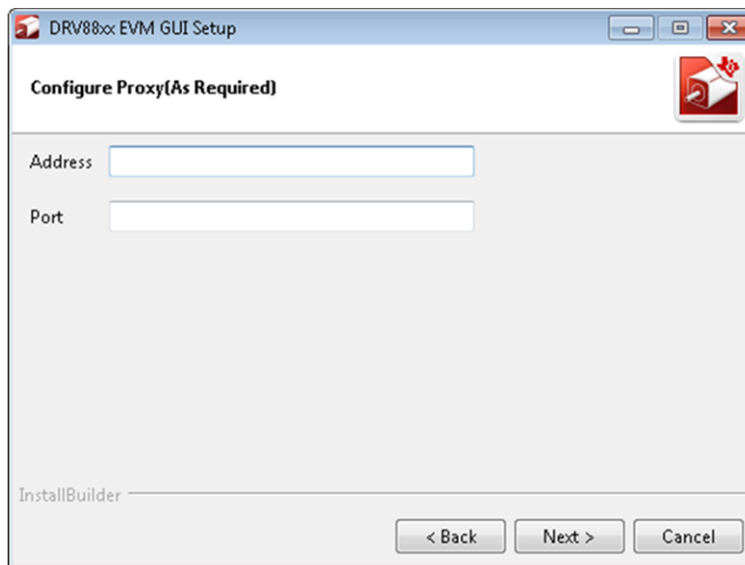 DRV88xx EVM GUI Setup
Configure Proxy(As Required)
Address
Port
InstallBuilder
< Back Next > Cancel